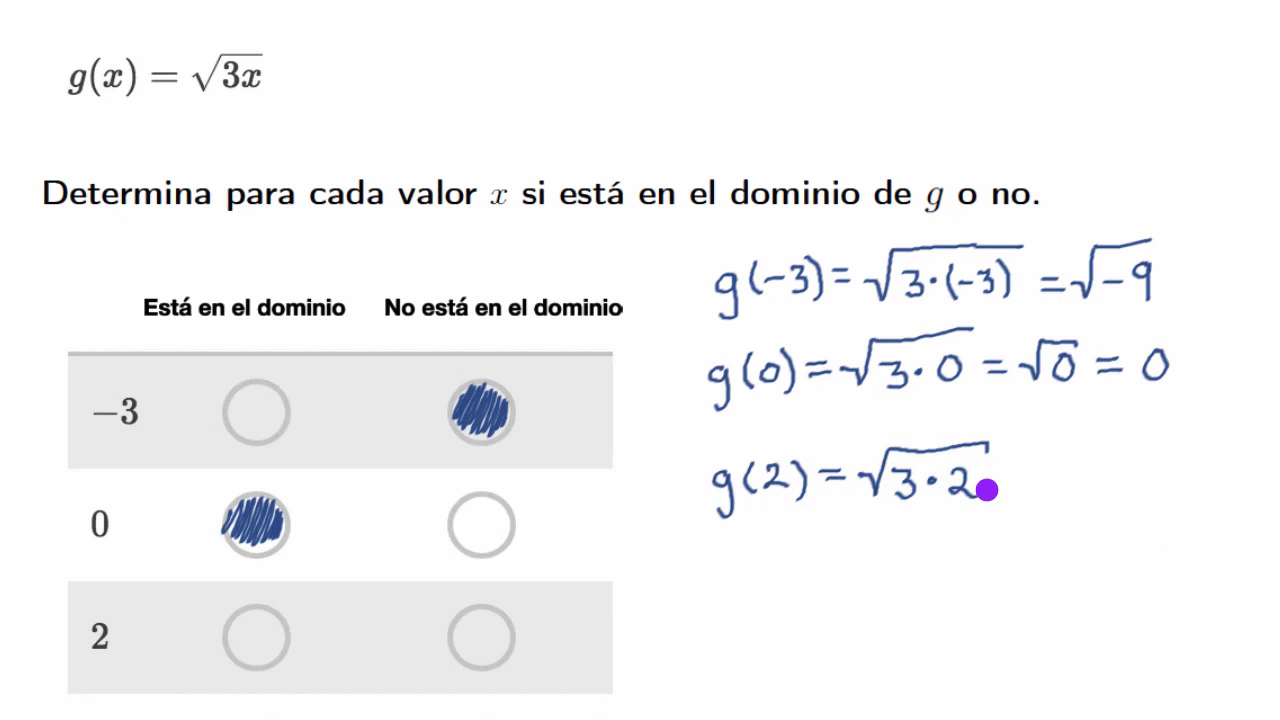 g(x) = √3x
Determina para cada valor x si está en el dominio de g o no.
Está en el dominio No está en el dominio
−3
0
2
g(−3) = √3·(−3) = √−9
g(0) = √3·0 = √0 = 0
g(2) = √3·2